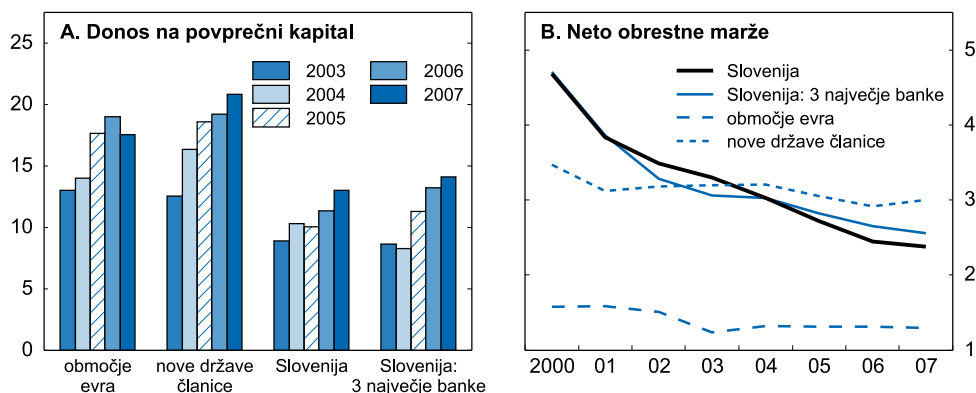 A. Donos na povprečni kapital
25
20
15
10
5
0
2003
2004
2005
2006
2007
območje
evra
nove države
članice
Slovenija
Slovenija:
3 največje banke
B. Neto obrestne marže
Slovenija
Slovenija: 3 največje banke
območje evra
nove države članice
5
4
3
2
1
2000 01 02 03 04 05 06 07